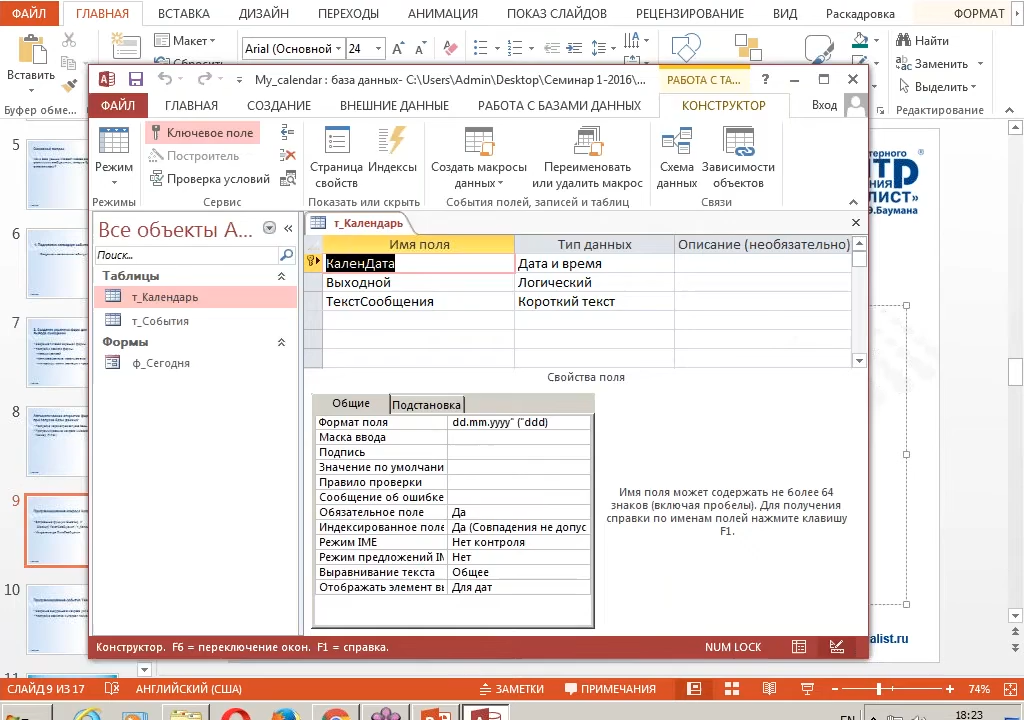 ФАЙЛ ГЛАВНАЯ ВСТАВКА ДИЗАЙН ПЕРЕХОДЫ АНИМАЦИЯ ПОКАЗ СЛАЙДОВ РЕЦЕНЗИРОВАНИЕ ВИД Раскадровка ФОРМАТ
Вставить
Макет
Arial (Основной 24
Найти
Заменить
Выделить
Буфер обме...
Редактирование
My_calendar : база данных- C:\Users\Admin\Desktop\Семинар 1-2016\... РАБОТА С ТА... ?
ФАЙЛ ГЛАВНАЯ СОЗДАНИЕ ВНЕШНИЕ ДАННЫЕ РАБОТА С БАЗАМИ ДАННЫХ КОНСТРУКТОР Вход
Режим
Ключевое поле
Построитель
Проверка условий
Страница свойств
Индексы
Создать макросы данных
Переименовать или удалить макрос
Схема данных
Зависимости объектов
Режимы Сервис Показать или скрыть События полей, записей и таблиц Связи
Все объекты A...
Поиск...
Таблицы
т_Календарь
т_События
Формы
ф_Сегодня
т_Календарь
Имя поля Тип данных Описание (необязательно)
КаленДата Дата и время
Выходной Логический
ТекстСообщения Короткий текст
Свойства поля
Общие Подстановка
Формат поля dd.mm.yyyy" ("ddd)
Маска ввода
Подпись
Значение по умолчани
Правило проверки
Сообщение об ошибке
Обязательное поле Да
Индексированное поле Да (Совпадения не допус
Режим IME Нет контроля
Режим предложений IM Нет
Выравнивание текста Общее
Отображать элемент вы Для дат
Имя поля может содержать не более 64
знаков (включая пробелы). Для получения
справки по именам полей нажмите клавишу
F1.
Конструктор. F6 = переключение окон. F1 = справка. NUM LOCK
5
6
7
8
9
10
11
терного
ТР
ния
ЛИСТ»
Э.Баумана
alist.ru
СЛАЙД 9 ИЗ 17 АНГЛИЙСКИЙ (США) ЗАМЕТКИ ПРИМЕЧАНИЯ 74%
EN 18:23